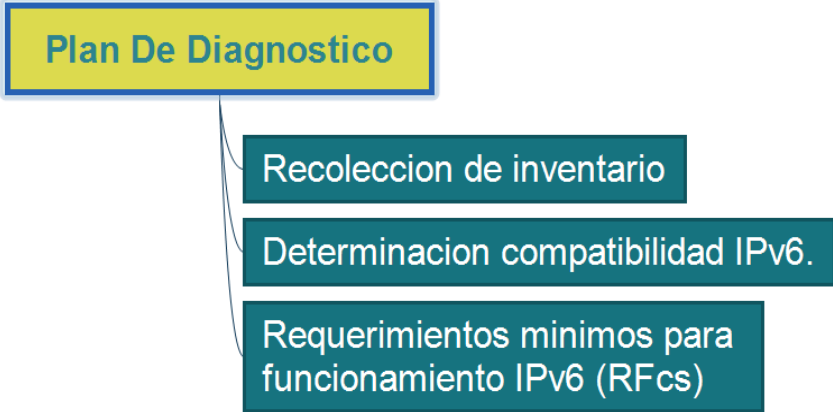 Plan De Diagnostico
Recoleccion de inventario
Determinacion compatibilidad IPv6.
Requerimientos minimos para
funcionamiento IPv6 (RFcs)